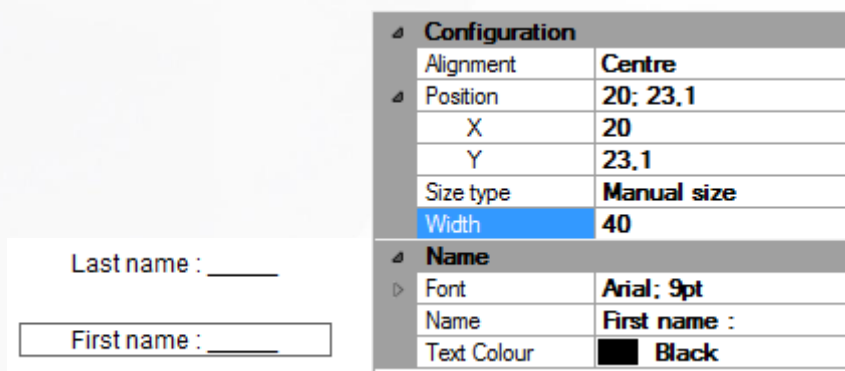 Last name : _____
First name : _____
Configuration
Alignment Centre
Position 20; 23,1
X 20
Y 23,1
Size type Manual size
Width 40
Name
Font Arial; 9pt
Name First name :
Text Colour Black